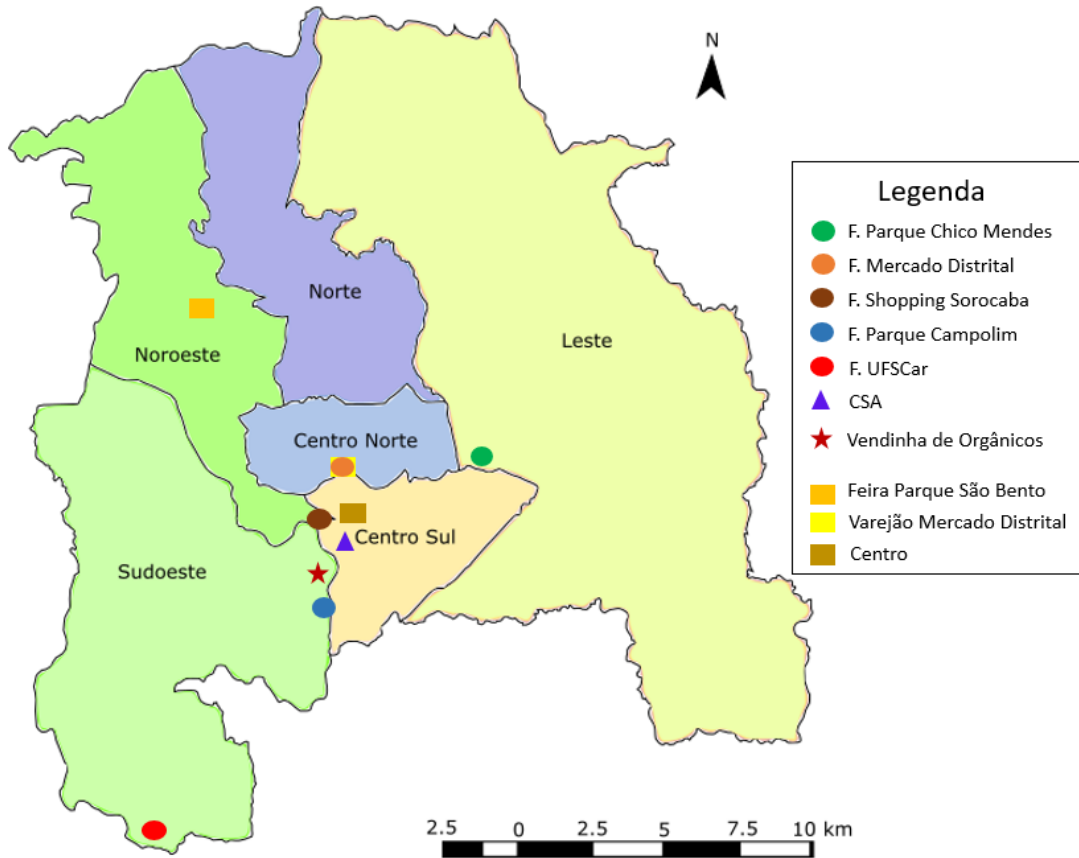 N
Legenda
F. Parque Chico Mendes
F. Mercado Distrital
F. Shopping Sorocaba
F. Parque Campolim
F. UFSCar
CSA
Vendinha de Orgânicos
Feira Parque São Bento
Varejão Mercado Distrital
Centro
Norte
Leste
Noroeste
Centro Norte
Centro Sul
Sudoeste
2.5 0 2.5 5 7.5 10 km